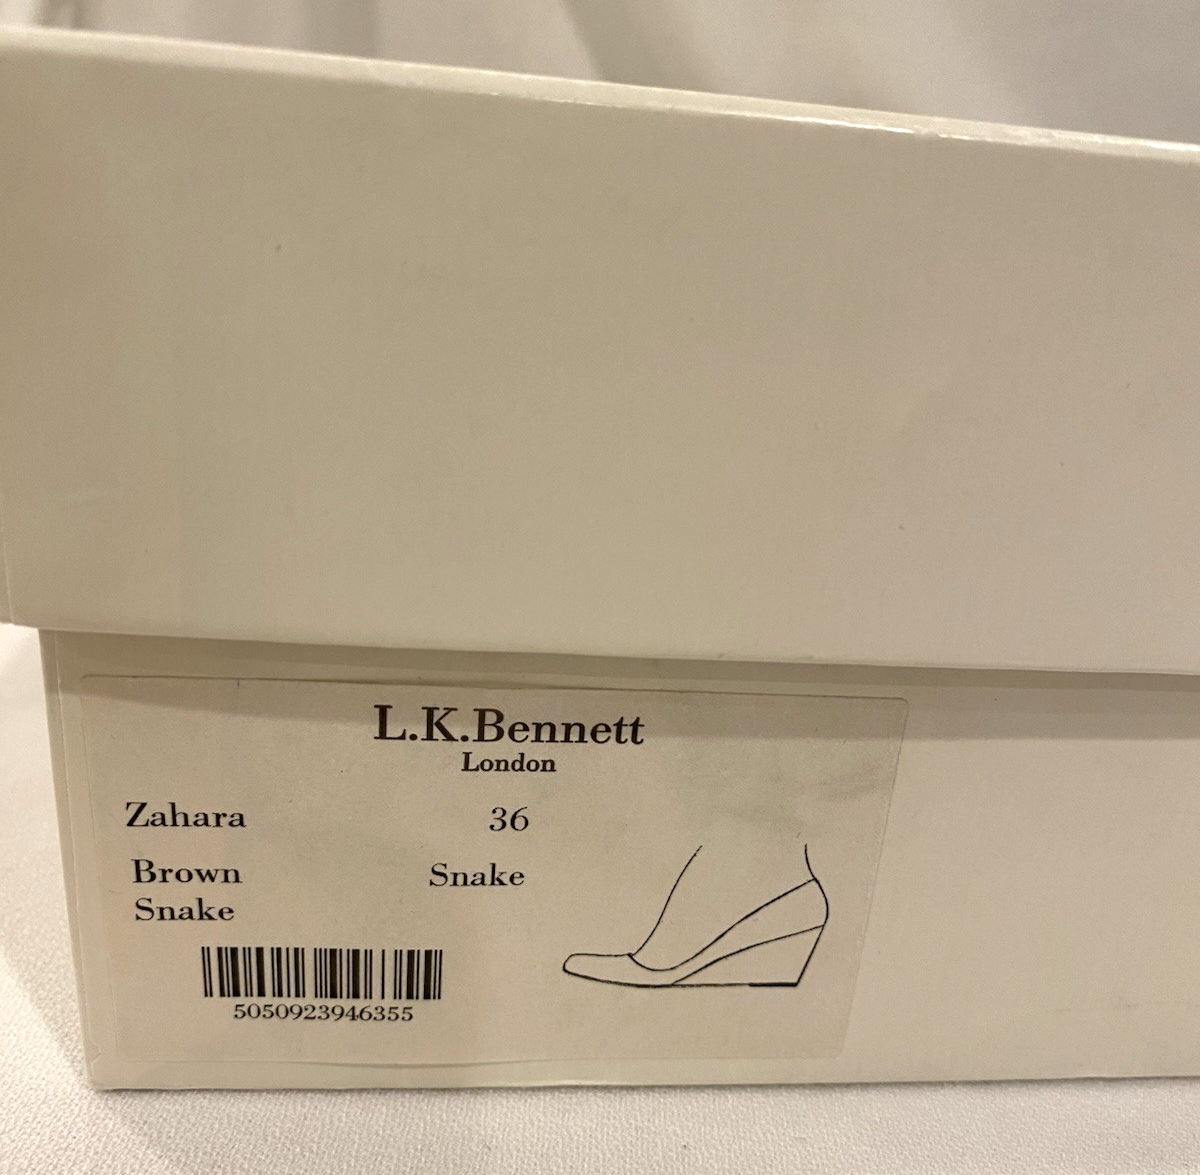 L.K.Bennett
London
Zahara 36
Brown Snake
Snake
5050923946355